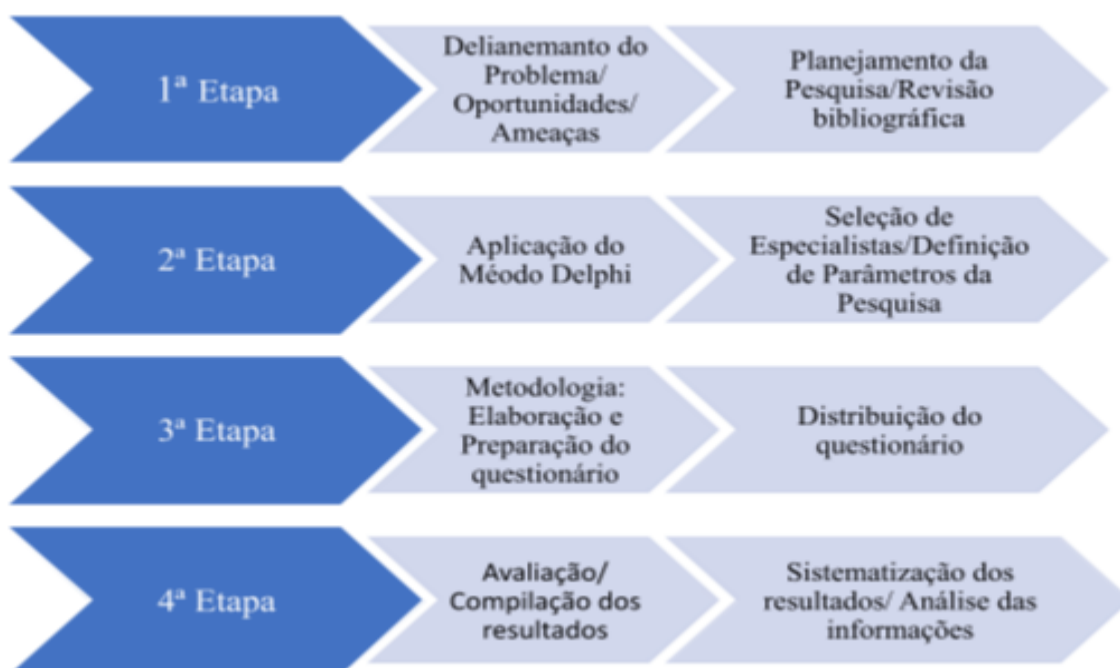 1ª Etapa
Delianemanto do
Problema/
Oportunidades/
Ameaças
Planejamento da
Pesquisa/Revisão
bibliográfica
2ª Etapa
Aplicação do
Méodo Delphi
Seleção de
Especialistas/Definição
de Parâmetros da
Pesquisa
3ª Etapa
Metodologia:
Elaboração e
Preparação do
questionário
Distribuição do
questionário
4ª Etapa
Avaliação/
Compilação dos
resultados
Sistematização dos
resultados/ Análise das
informações